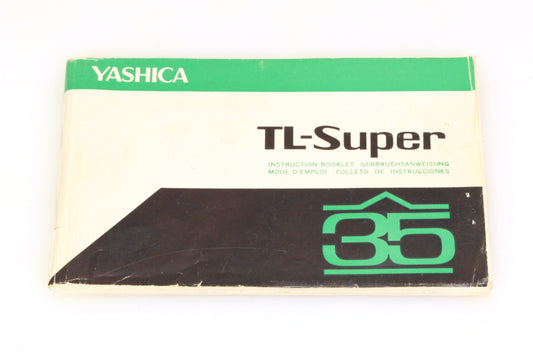 YASHICA
TL-Super
INSTRUCTION BOOKLET GEBRAUCHSANWEISUNG
MODE D'EMPLOI FOLLETO DE INSTRUCCIONES
35